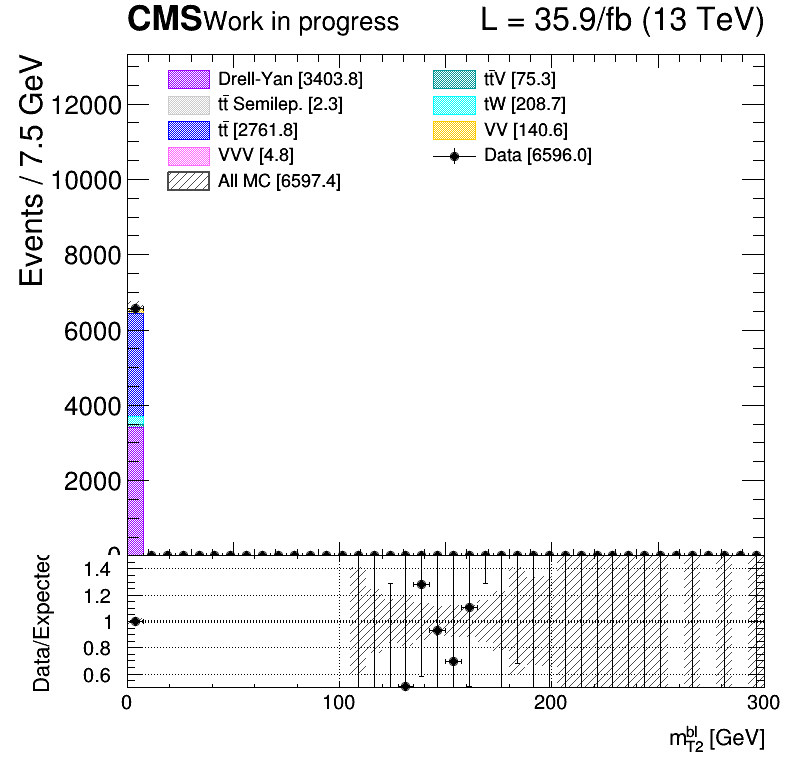 CMS Work in progress L = 35.9/fb (13 TeV)
Events / 7.5 GeV
Drell-Yan [3403.8]
tt̄ Semilep. [2.3]
tt̄ [2761.8]
VVV [4.8]
All MC [6597.4]
tt̄V [75.3]
tW [208.7]
VV [140.6]
Data [6596.0]
12000
10000
8000
6000
4000
2000
0
Data/Expected
1.4
1.2
1
0.8
0.6
0 100 200 300
m_{T2}^{bl} [GeV]